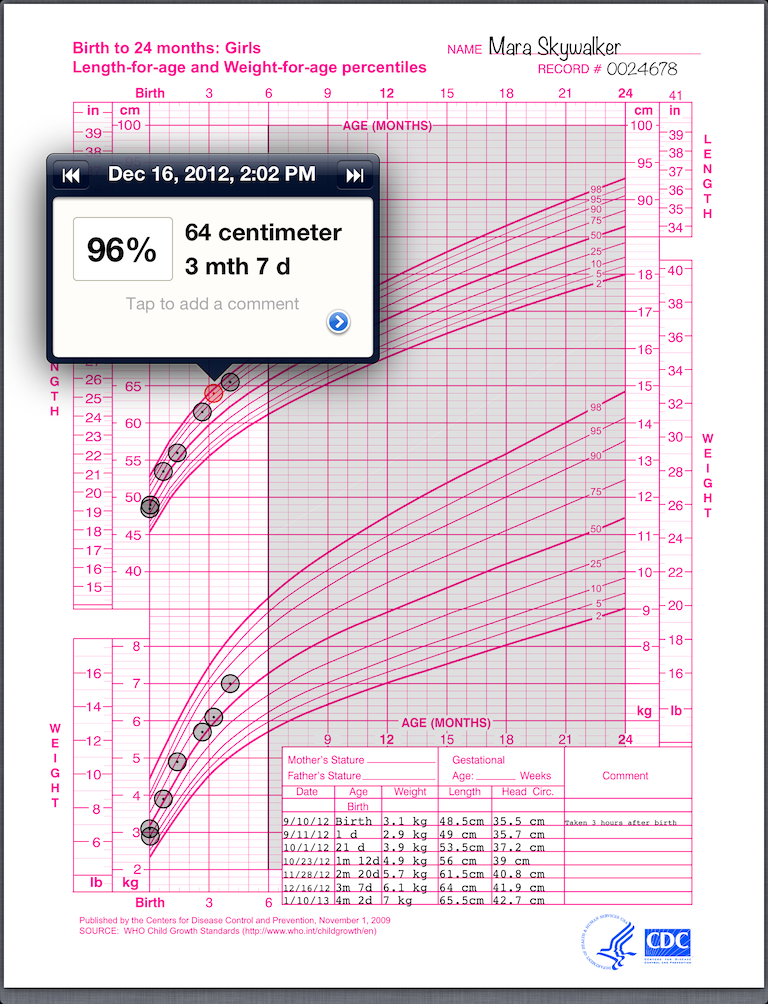 Birth to 24 months: Girls
Length-for-age and Weight-for-age percentiles
NAME Mara Skywalker
RECORD # 0024678
Birth 3 6 9 12 15 18 21 24
in cm AGE (MONTHS) cm in
41
100 100
39 39
38 95 38
37
90 36
35
34
LENGTH
98
95
90
75
50
25
10
5
2
Dec 16, 2012, 2:02 PM
96%
64 centimeter
3 mth 7 d
Tap to add a comment
18 40
17 38
36
16 34
15 32
14 30
13 28
12 26
11 24
10 22
9 20
8 18
16
kg lb
WEIGHT
27
26 65
25
24 60
23
22 55
21
20 50
19
18 45
17
16 40
15
NGTH
98
95
90
75
50
25
10
5
2
8
16 7
14 6
12 5
10 4
8 3
6 2
lb kg
WEIGHT
AGE (MONTHS)
9 12 15 18 21 24
Birth 3 6
Mother's Stature
Father's Stature
Gestational
Age: Weeks
Comment
Date Age Weight Length Head Circ.
Birth
9/10/12 Birth 3.1 kg 48.5cm 35.5 cm Taken 3 hours after birth
9/11/12 1 d 2.9 kg 49 cm 35.7 cm
10/1/12 21 d 3.9 kg 53.5cm 37.2 cm
10/23/12 1m 12d 4.9 kg 56 cm 39 cm
11/28/12 2m 20d 5.7 kg 61.5cm 40.8 cm
12/16/12 3m 7d 6.1 kg 64 cm 41.9 cm
1/10/13 4m 2d 7 kg 65.5cm 42.7 cm
Published by the Centers for Disease Control and Prevention, November 1, 2009
SOURCE: WHO Child Growth Standards (http://www.who.int/childgrowth/en)
CDC
CENTERS FOR DISEASE
CONTROL AND PREVENTION